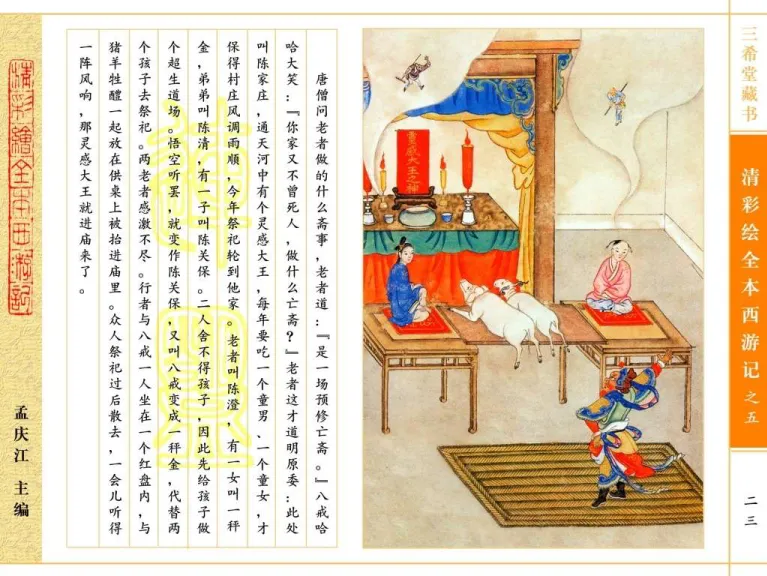 三希堂藏书
清彩绘全本西游记之五
二三
灵感大王之神
唐僧问老者做的什么斋事，老者道：『是一场预修亡斋。』八戒哈
哈大笑：『你家又不曾死人，做什么亡斋？』老者这才道明原委：此处
叫陈家庄，通天河中有个灵感大王，每年要吃一个童男、一个童女，才
保得村庄风调雨顺，今年祭祀轮到他家。老者叫陈澄，有一女叫一秤
金，弟弟叫陈清，有一子叫陈关保。二人舍不得孩子，因此先给孩子做
个超生道场。悟空听罢，就变作陈关保，又叫八戒变成一秤金，代替两
个孩子去祭祀。两老者感激不尽。行者与八戒一人坐在一个红盘内，与
猪羊牲醴一起放在供桌上被抬进庙里。众人祭祀过后散去，一会儿听得
一阵风响，那灵感大王就进庙来了。
清彩绘全本西游记
孟庆江 主编